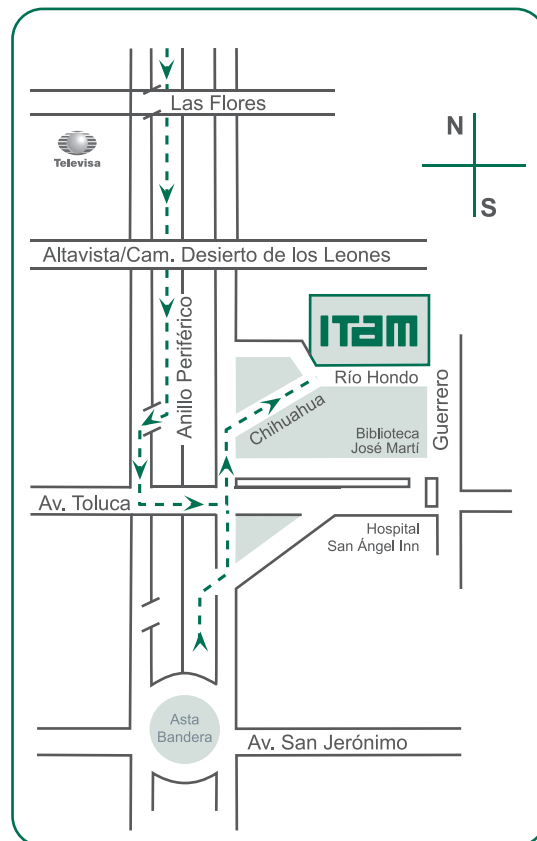 Las Flores
Televisa
N
S
Altavista/Cam. Desierto de los Leones
Anillo Periférico
ITAM
Río Hondo
Chihuahua
Guerrero
Biblioteca
José Martí
Av. Toluca
Hospital
San Ángel Inn
Asta
Bandera
Av. San Jerónimo